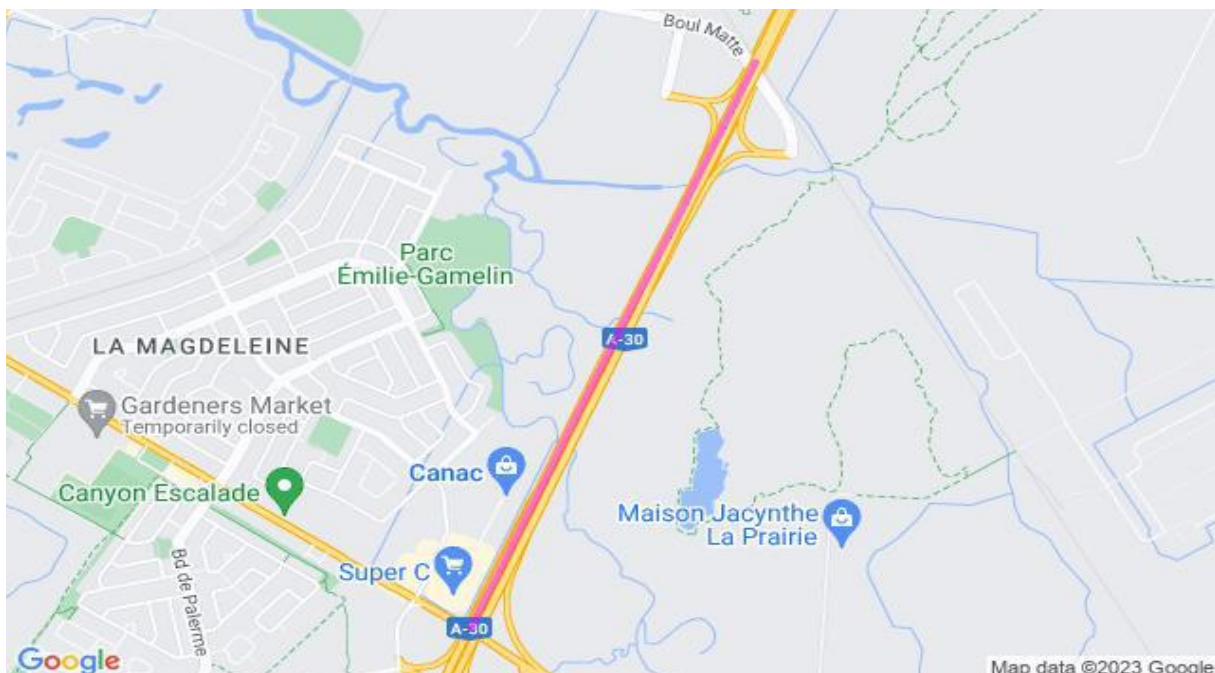 Boul Matte
Parc
Émilie-Gamelin
A-30
LA MAGDELEINE
Gardeners Market
Temporarily closed
Canac
Canyon Escalade
Maison Jacynthe
La Prairie
Bd de Palerme
Super C
A-30
Google
Map data ©2023 Google